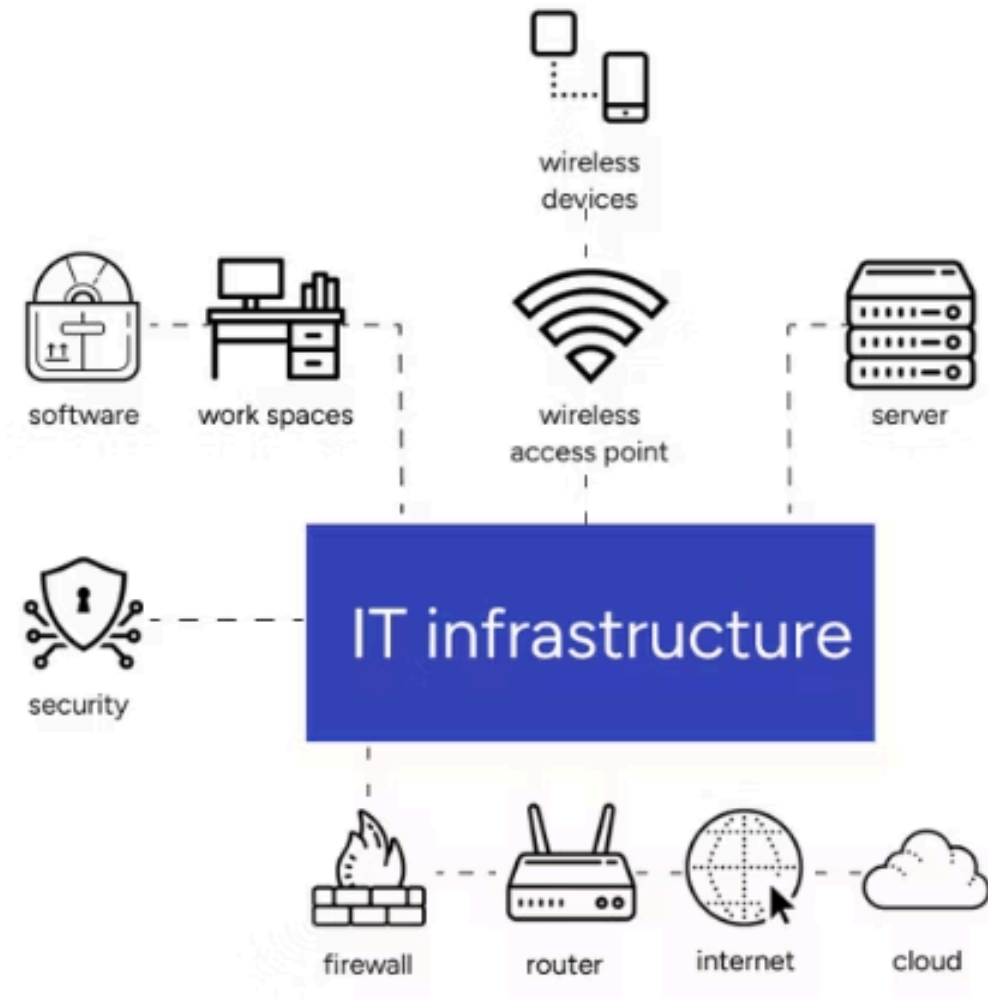 wireless
devices
software
work spaces
wireless
access point
server
IT infrastructure
security
firewall
router
internet
cloud